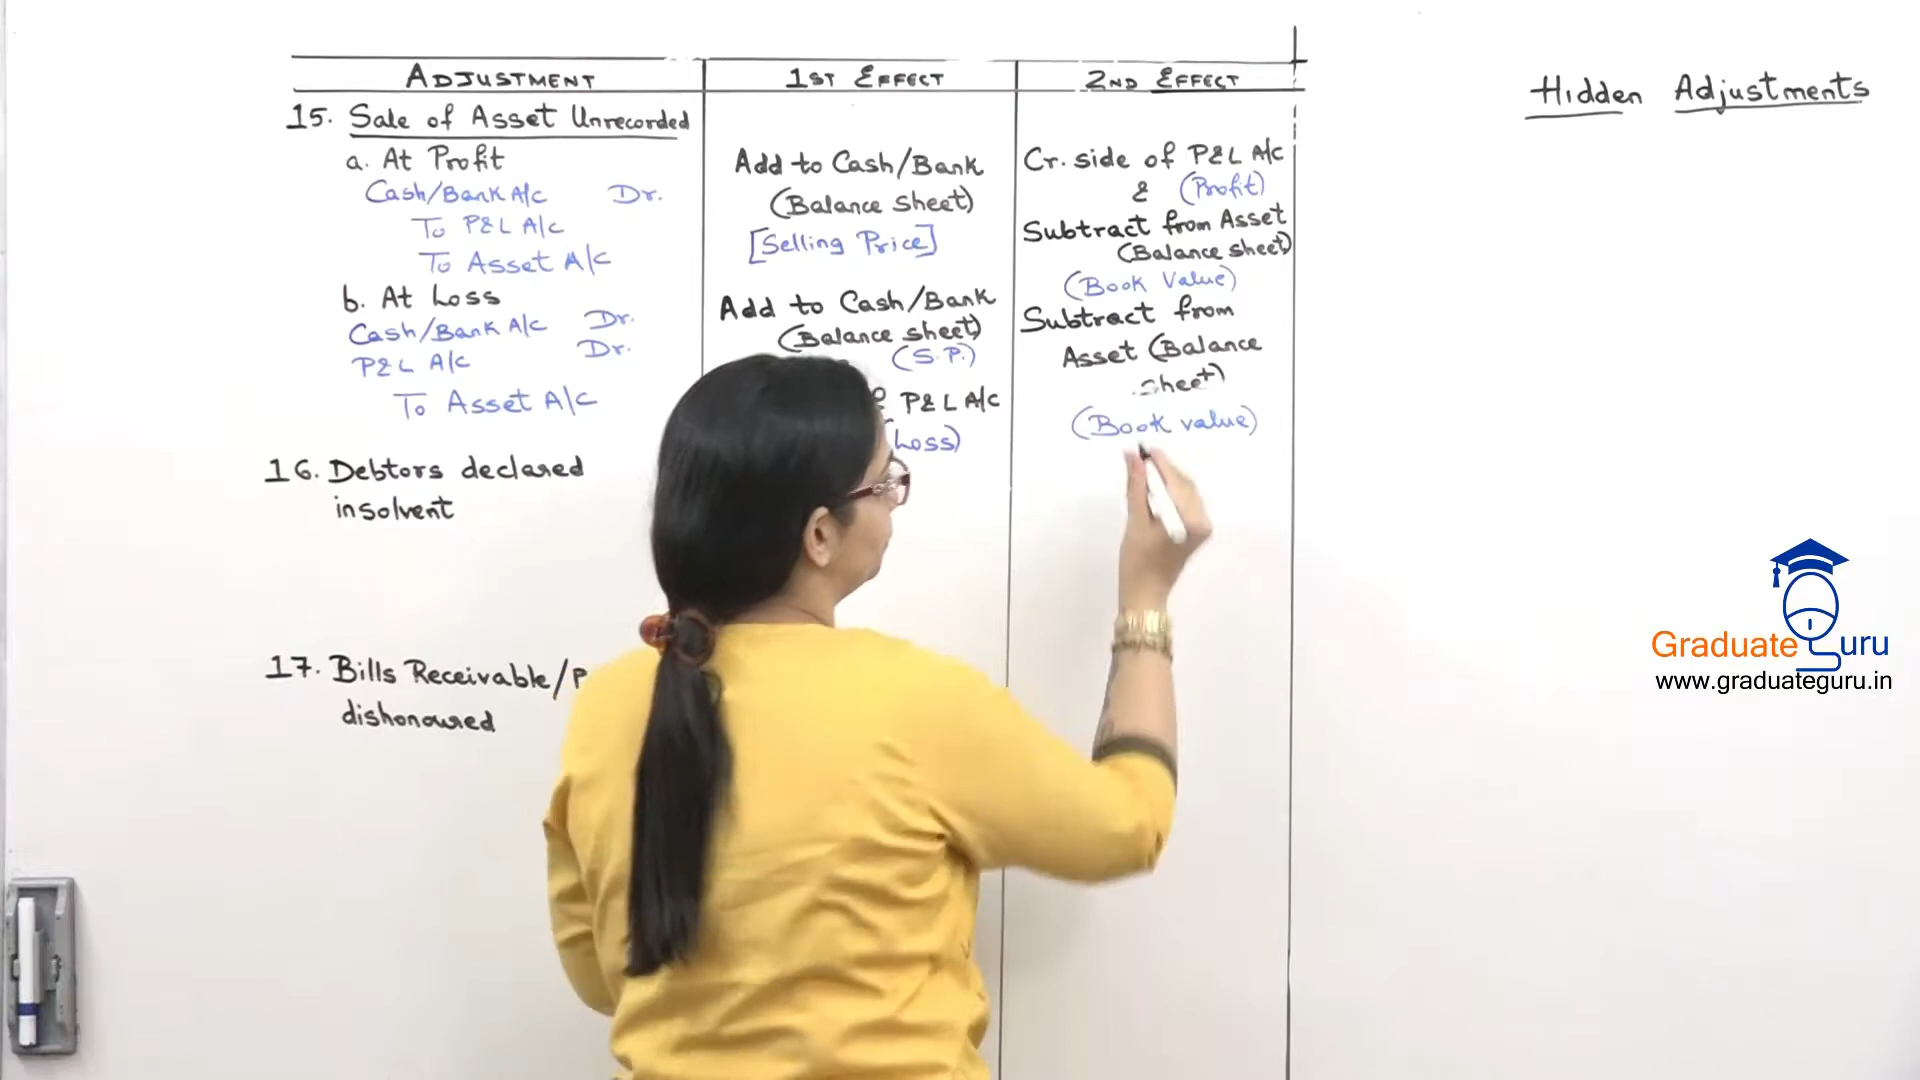 ADJUSTMENT
1ST EFFECT
2ND EFFECT
Hidden Adjustments
15. Sale of Asset Unrecorded
a. At Profit
Cash/Bank A/c Dr.
To P&L A/c
To Asset A/c
b. At Loss
Cash/Bank A/c Dr.
P&L A/c Dr.
To Asset A/c
16. Debtors declared
insolvent
17. Bills Receivable/P
dishonoured
Add to Cash/Bank
(Balance sheet)
[Selling Price]
Add to Cash/Bank
(Balance sheet)
(S.P.)
P&L A/c
Loss)
Cr. side of P&L A/c
& (Profit)
Subtract from Asset
(Balance sheet)
(Book Value)
Subtract from
Asset (Balance
sheet)
(Book value)
Graduate Guru
www.graduateguru.in